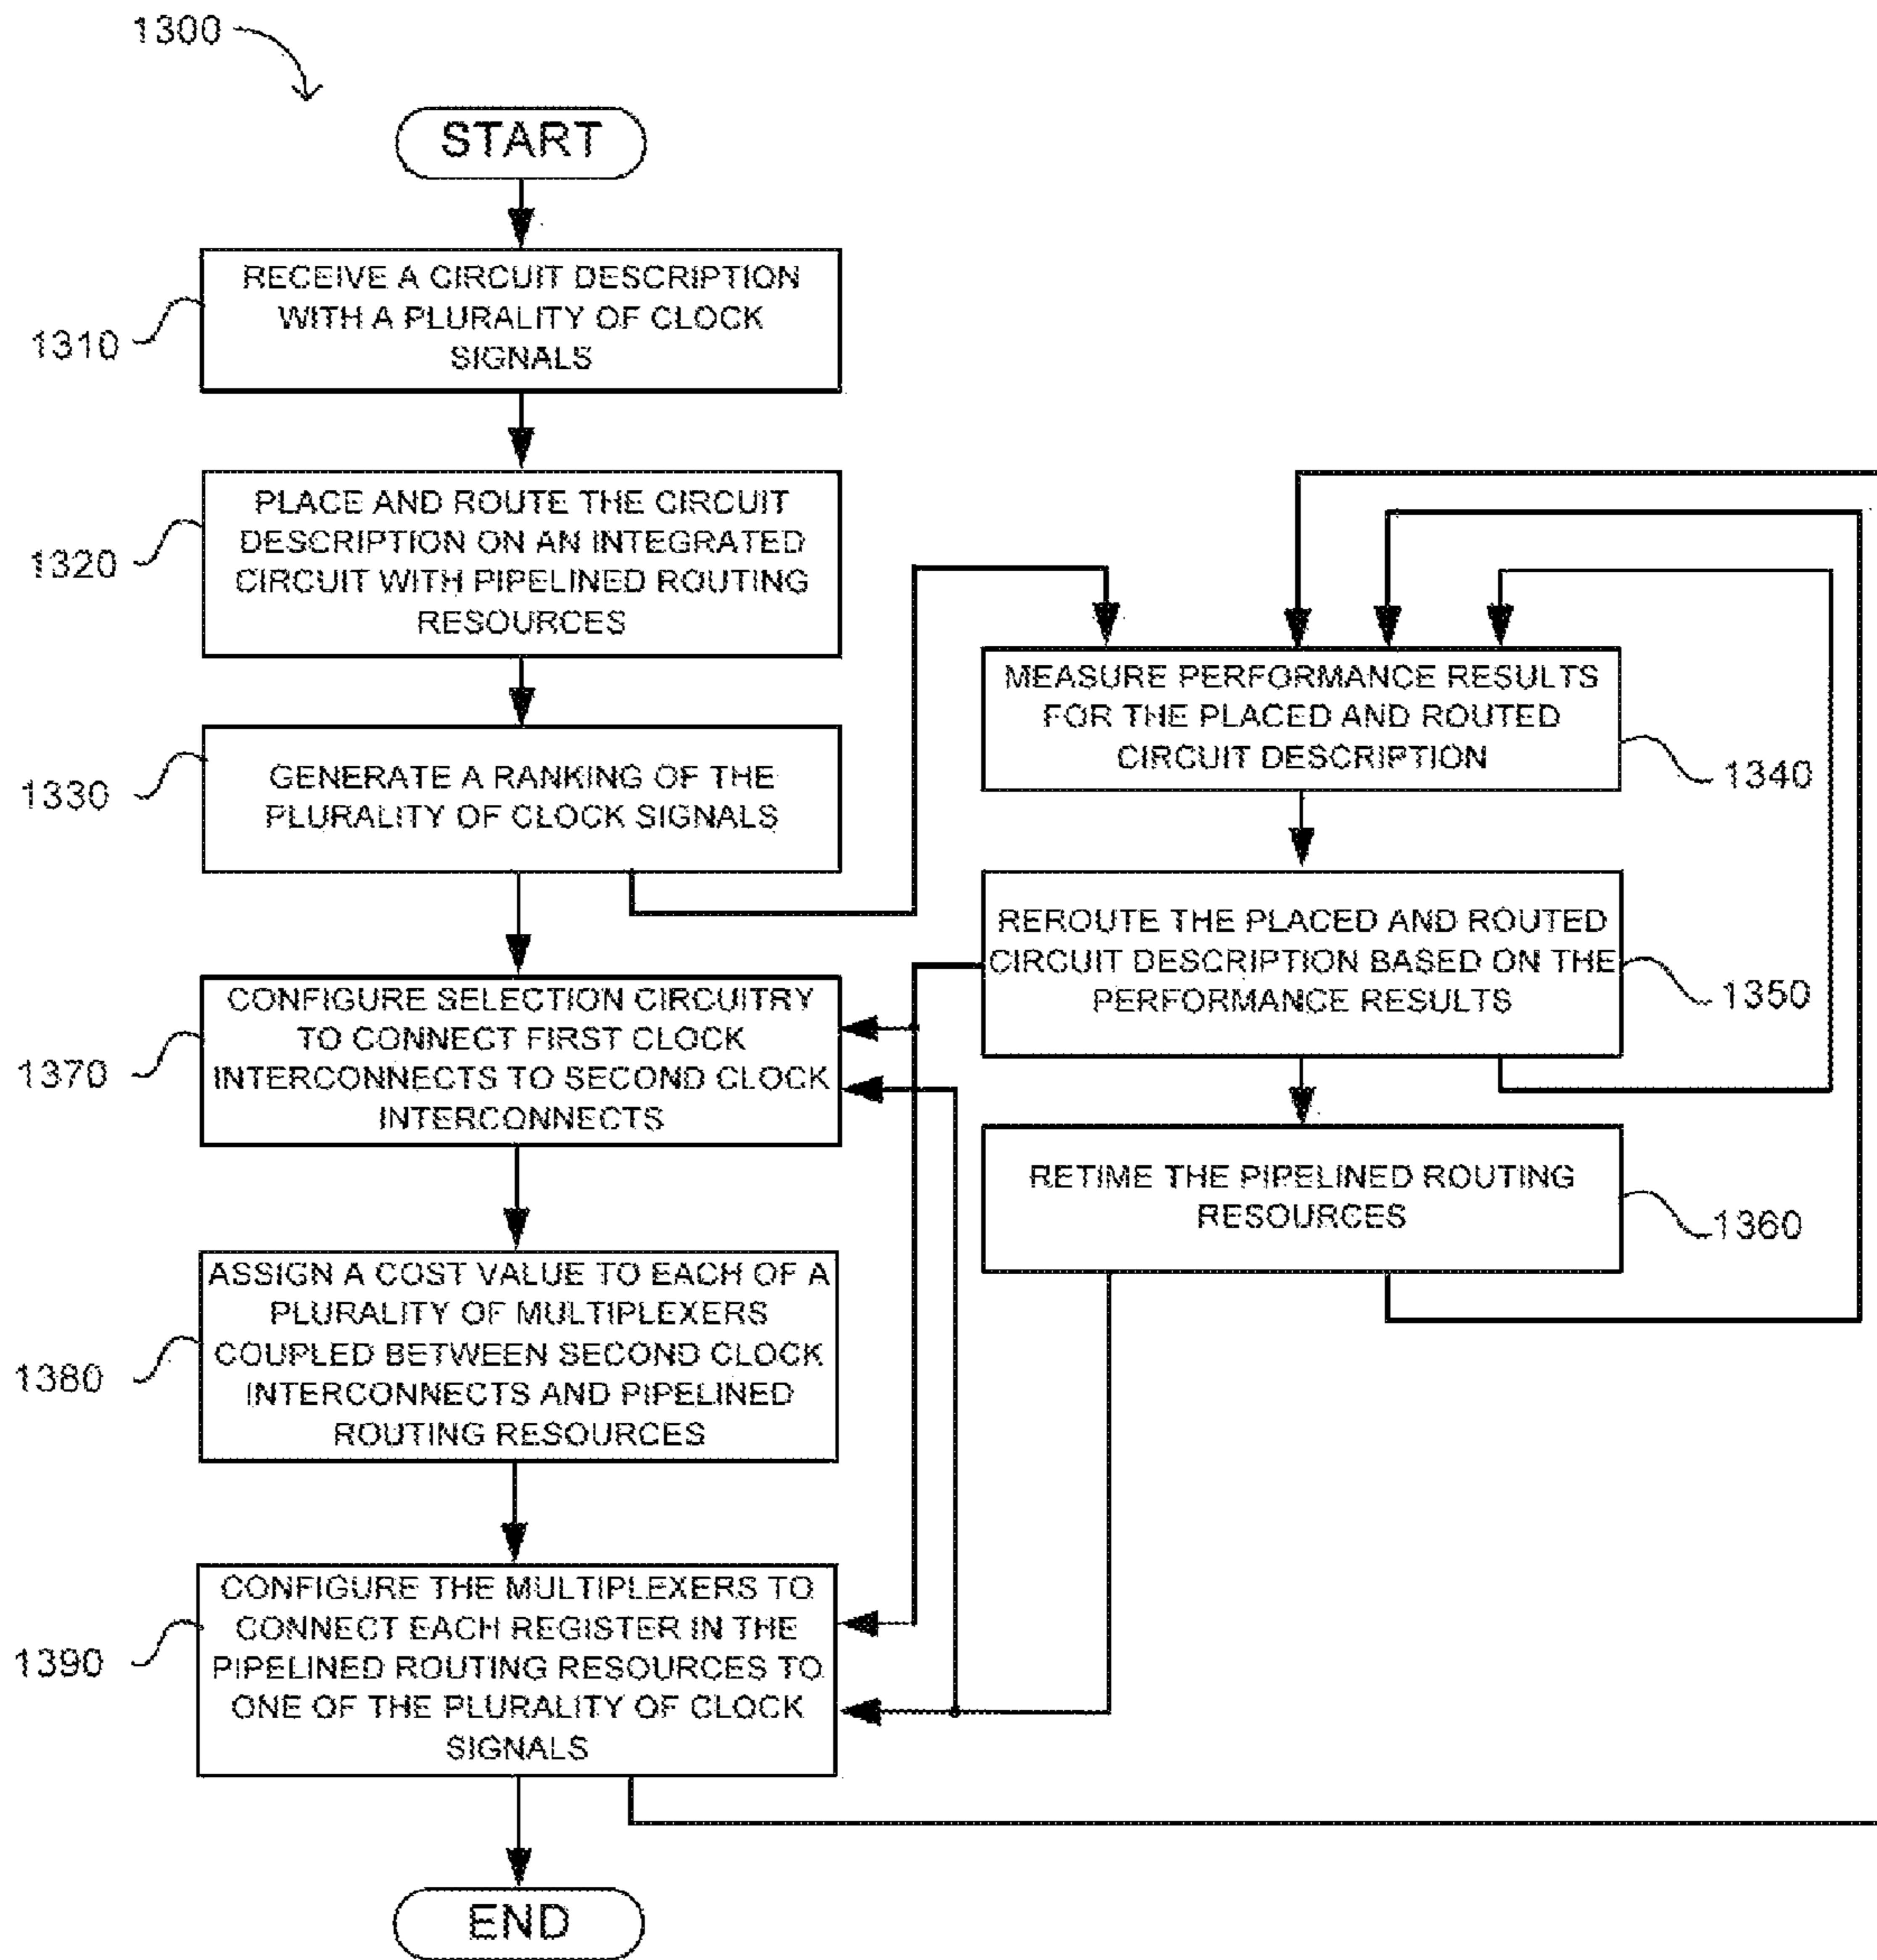 1300
START
RECEIVE A CIRCUIT DESCRIPTION
WITH A PLURALITY OF CLOCK
SIGNALS
1310
PLACE AND ROUTE THE CIRCUIT
DESCRIPTION ON AN INTEGRATED
CIRCUIT WITH PIPELINED ROUTING
RESOURCES
1320
GENERATE A RANKING OF THE
PLURALITY OF CLOCK SIGNALS
1330
MEASURE PERFORMANCE RESULTS
FOR THE PLACED AND ROUTED
CIRCUIT DESCRIPTION
1340
REROUTE THE PLACED AND ROUTED
CIRCUIT DESCRIPTION BASED ON THE
PERFORMANCE RESULTS
1350
RETIME THE PIPELINED ROUTING
RESOURCES
1360
CONFIGURE SELECTION CIRCUITRY
TO CONNECT FIRST CLOCK
INTERCONNECTS TO SECOND CLOCK
INTERCONNECTS
1370
ASSIGN A COST VALUE TO EACH OF A
PLURALITY OF MULTIPLEXERS
COUPLED BETWEEN SECOND CLOCK
INTERCONNECTS AND PIPELINED
ROUTING RESOURCES
1380
CONFIGURE THE MULTIPLEXERS TO
CONNECT EACH REGISTER IN THE
PIPELINED ROUTING RESOURCES TO
ONE OF THE PLURALITY OF CLOCK
SIGNALS
1390
END